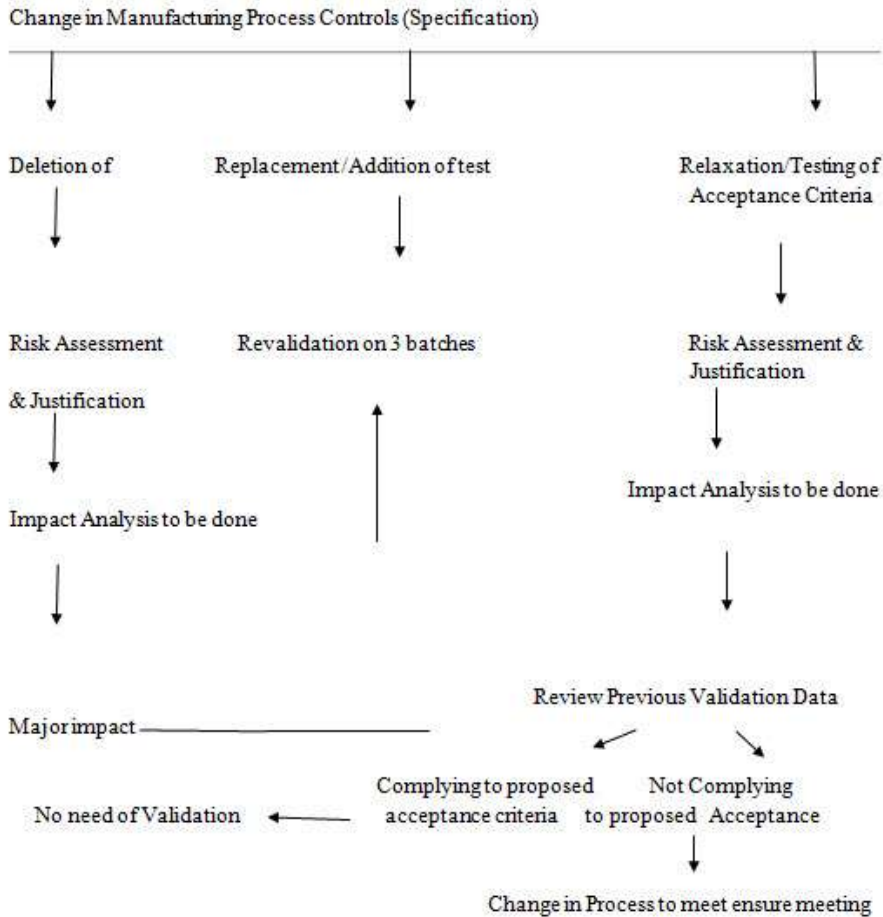 Change in Manufacturing Process Controls (Specification)
Deletion of
Replacement/Addition of test
Relaxation/Testing of
Acceptance Criteria
Risk Assessment
& Justification
Revalidation on 3 batches
Risk Assessment &
Justification
Impact Analysis to be done
Impact Analysis to be done
Review Previous Validation Data
Major impact
Complying to proposed
acceptance criteria
Not Complying
to proposed Acceptance
No need of Validation
Change in Process to meet ensure meeting